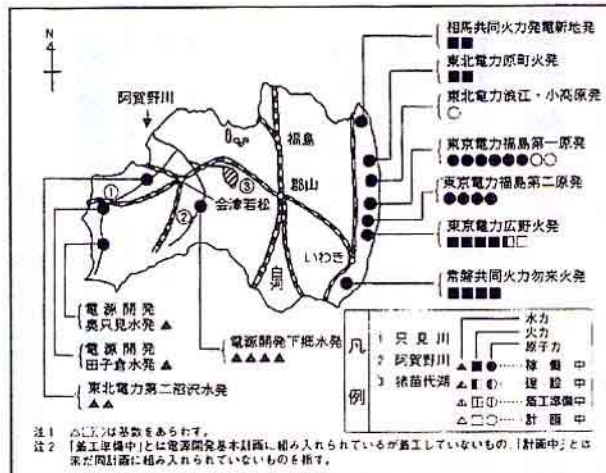 N
相馬共同火力発電新地発
■■
東北電力原町火発
■■
東北電力浪江・小高原発
○
東京電力福島第一原発
●●●●●●○○
東京電力福島第二原発
●●●●
東京電力広野火発
常磐共同火力勿来火発
■■■■
阿賀野川
福島
郡山
会津若松
いわき
白河
①
②
③
電源開発
奥只見水発 ▲
電源開発
田子倉水発 ▲
東北電力第二沼沢水発
▲▲
電源開発下郷水発
▲▲▲▲
凡例
1 只見川
2 阿賀野川
3 猪苗代湖
水力
火力
原子力
▲■●……稼働中
……建設中
……着工準備中
△□○……計画中
注1 △□○は基数をあらわす。
注2 「着工準備中」とは電源開発基本計画に組み入れられているが着工していないもの、「計画中」とは
未だ同計画に組み入れられていないものを指す。